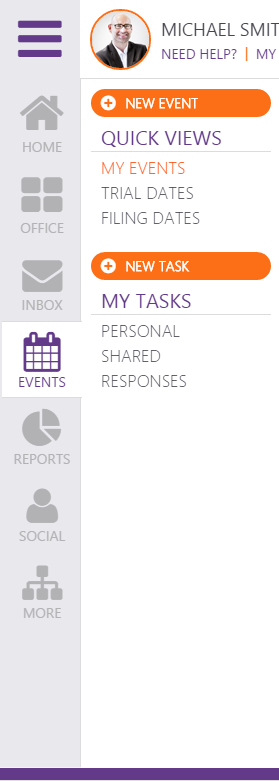 MICHAEL SMIT
NEED HELP? | MY
HOME
OFFICE
INBOX
EVENTS
REPORTS
SOCIAL
MORE
NEW EVENT
QUICK VIEWS
MY EVENTS
TRIAL DATES
FILING DATES
NEW TASK
MY TASKS
PERSONAL
SHARED
RESPONSES